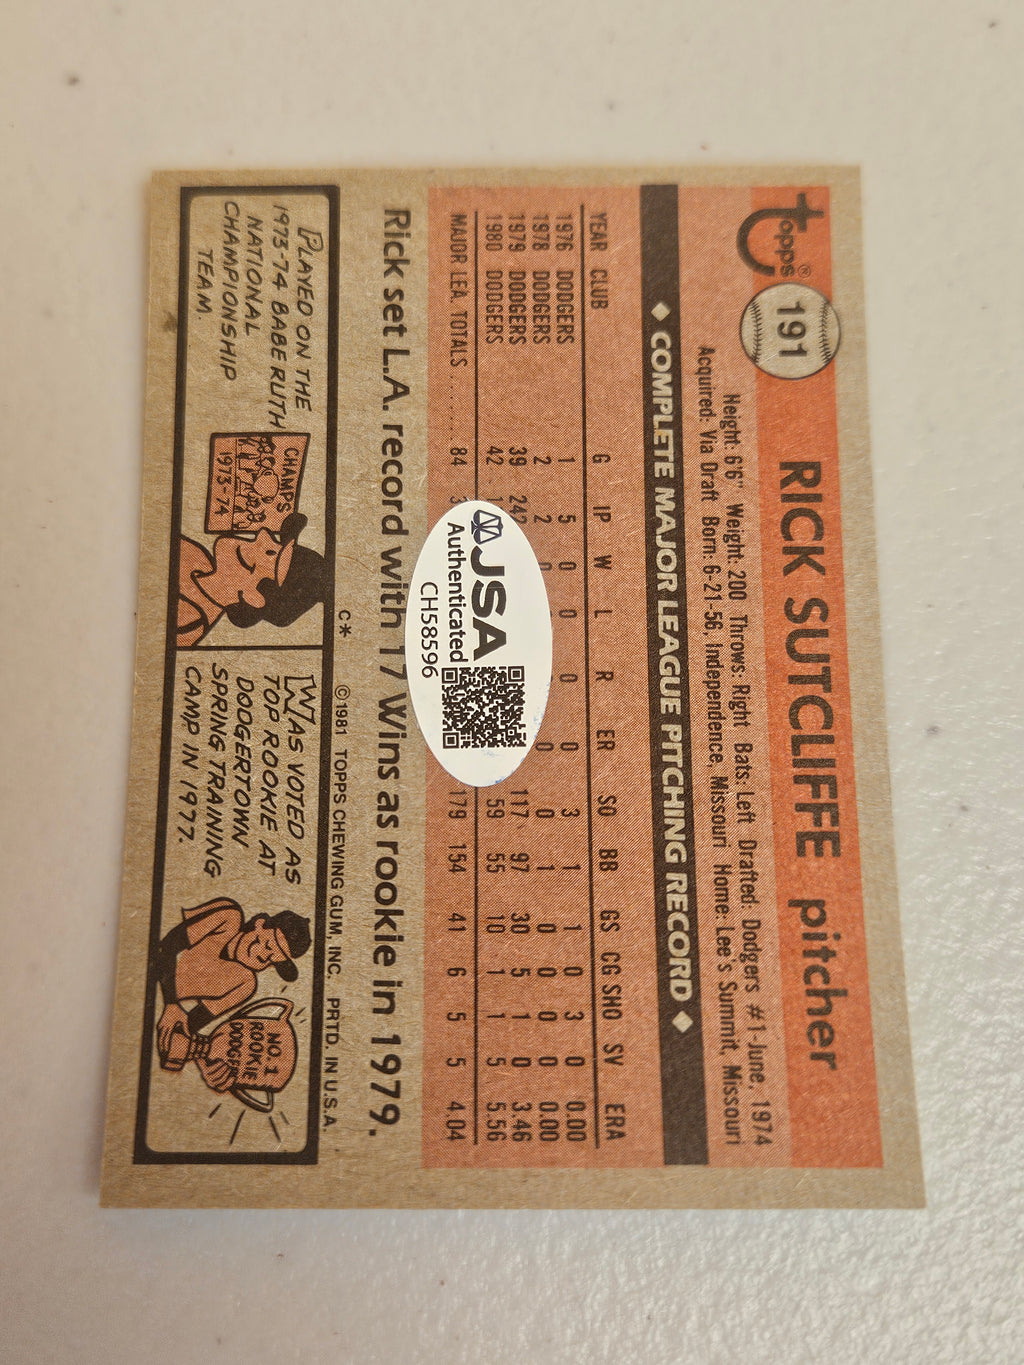 topps®
191
RICK SUTCLIFFE pitcher
Height: 6'6" Weight: 200 Throws: Right Bats: Left Drafted: Dodgers #1-June, 1974
Acquired: Via Draft Born: 6-21-56, Independence, Missouri Home: Lee's Summit, Missouri
◆ COMPLETE MAJOR LEAGUE PITCHING RECORD ◆
YEAR CLUB G IP W L R ER SO BB GS CG SHO SV ERA
1976 DODGERS 1 5 0 0 0 0 3 1 1 0 3 0 0.00
1978 DODGERS 2 2 0 0 0 1 0 0 0 0 0.00
1979 DODGERS 39 242 117 97 30 5 1 0 3.46
1980 DODGERS 42 59 55 10 1 1 5 5.56
MAJOR LEA. TOTALS ...... 84 179 154 41 6 5 5 4.04
JSA
Authenticated
CH58596
Rick set L.A. record with 17 Wins as rookie in 1979.
C* ©1981 TOPPS CHEWING GUM, INC. PRTD. IN U.S.A.
PLAYED ON THE
1973-74 BABE RUTH
NATIONAL
CHAMPIONSHIP
TEAM.
CHAMPS
1973-74
WAS VOTED AS
TOP ROOKIE AT
DODGERTOWN
SPRING TRAINING
CAMP IN 1977.
NO. 1
ROOKIE